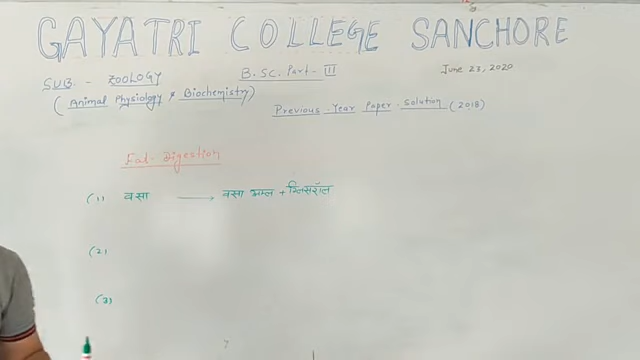 GAYATRI COLLEGE SANCHORE
SUB. - ZOOLOGY B.SC. Part - II June 23, 2020
( Animal Physiology & Biochemistry)
Previous - Year Paper - Solution (2018)
Fat - Digestion
(1) वसा → वसा अम्ल + ग्लिसरॉल
(2)
(3)